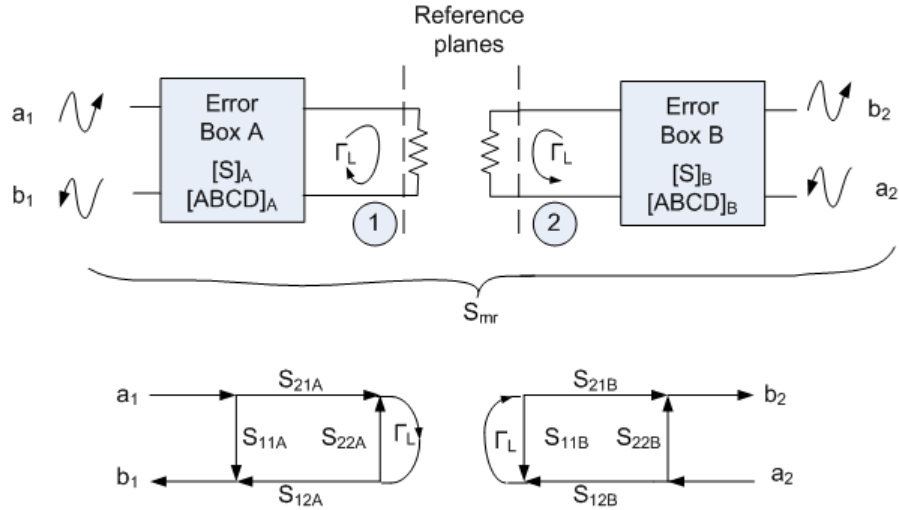 Reference
planes
a₁
b₁
Error
Box A
[S]A
[ABCD]A
ΓL
1
2
ΓL
Error
Box B
[S]B
[ABCD]B
b₂
a₂
Smr
a₁
b₁
S21A
S11A
S22A
ΓL
S12A
ΓL
S21B
S11B
S22B
S12B
b₂
a₂